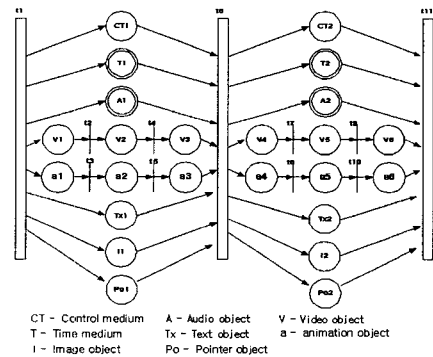 t1 t6 t11
CT1 CT2
T1 T2
A1 A2
t2 t4 t7
V1 V2 V3 V4 V5 V6
t3 t5 t10
a1 a2 a3 a4 a5 a6
Tx1 Tx2
I1 I2
Po1 Po2
CT - Control medium A - Audio object V - Video object
T - Time medium Tx - Text object a - animation object
I - Image object Po - Pointer object